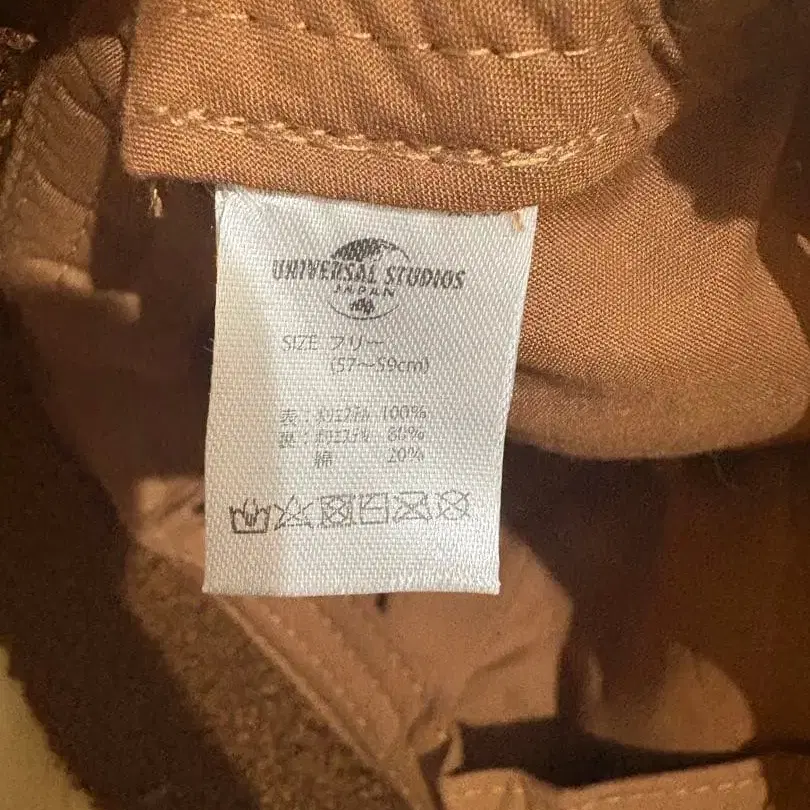 UNIVERSAL STUDIOS
JAPAN
SIZE フリー
(57〜59cm)
表：ポリエステル 100%
裏：ポリエステル 80%
綿 20%